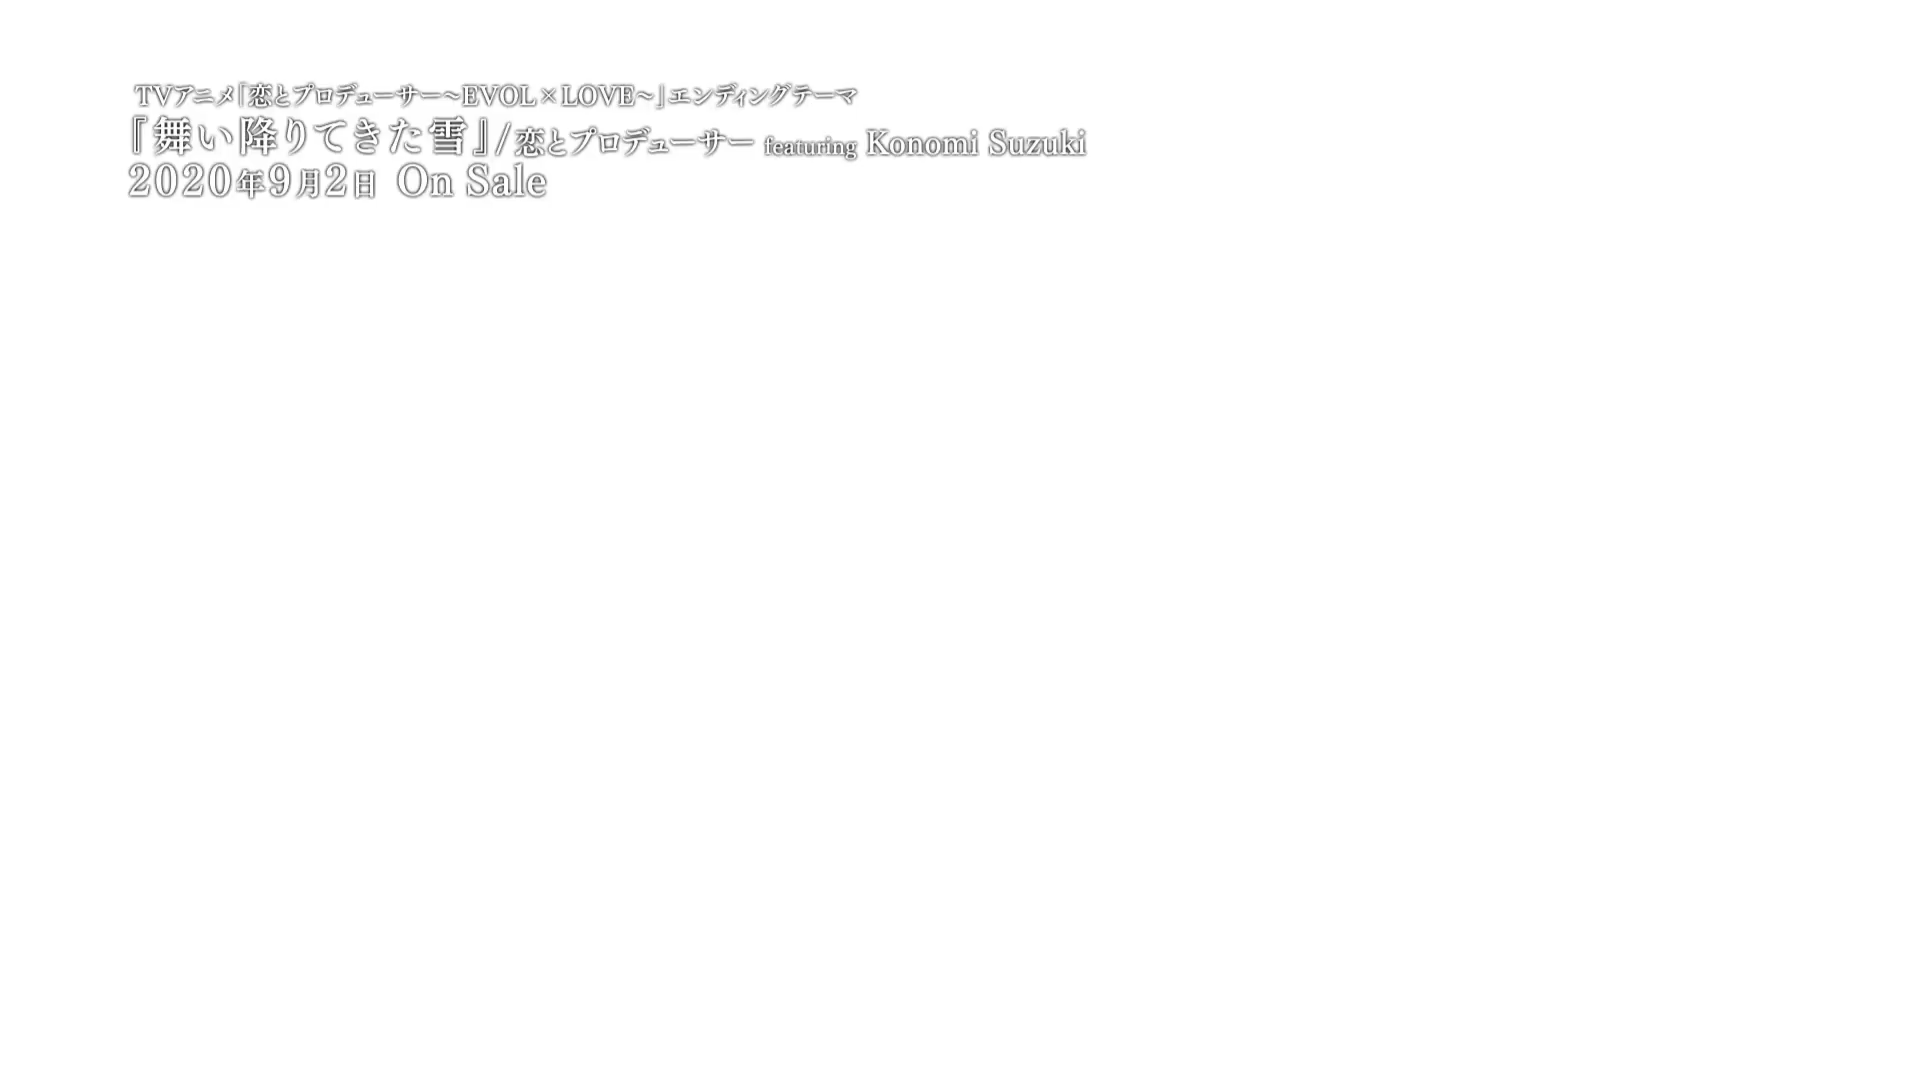 TVアニメ「恋とプロデューサー～EVOL×LOVE～」エンディングテーマ
『舞い降りてきた雪』/恋とプロデューサー featuring Konomi Suzuki
2020年9月2日 On Sale